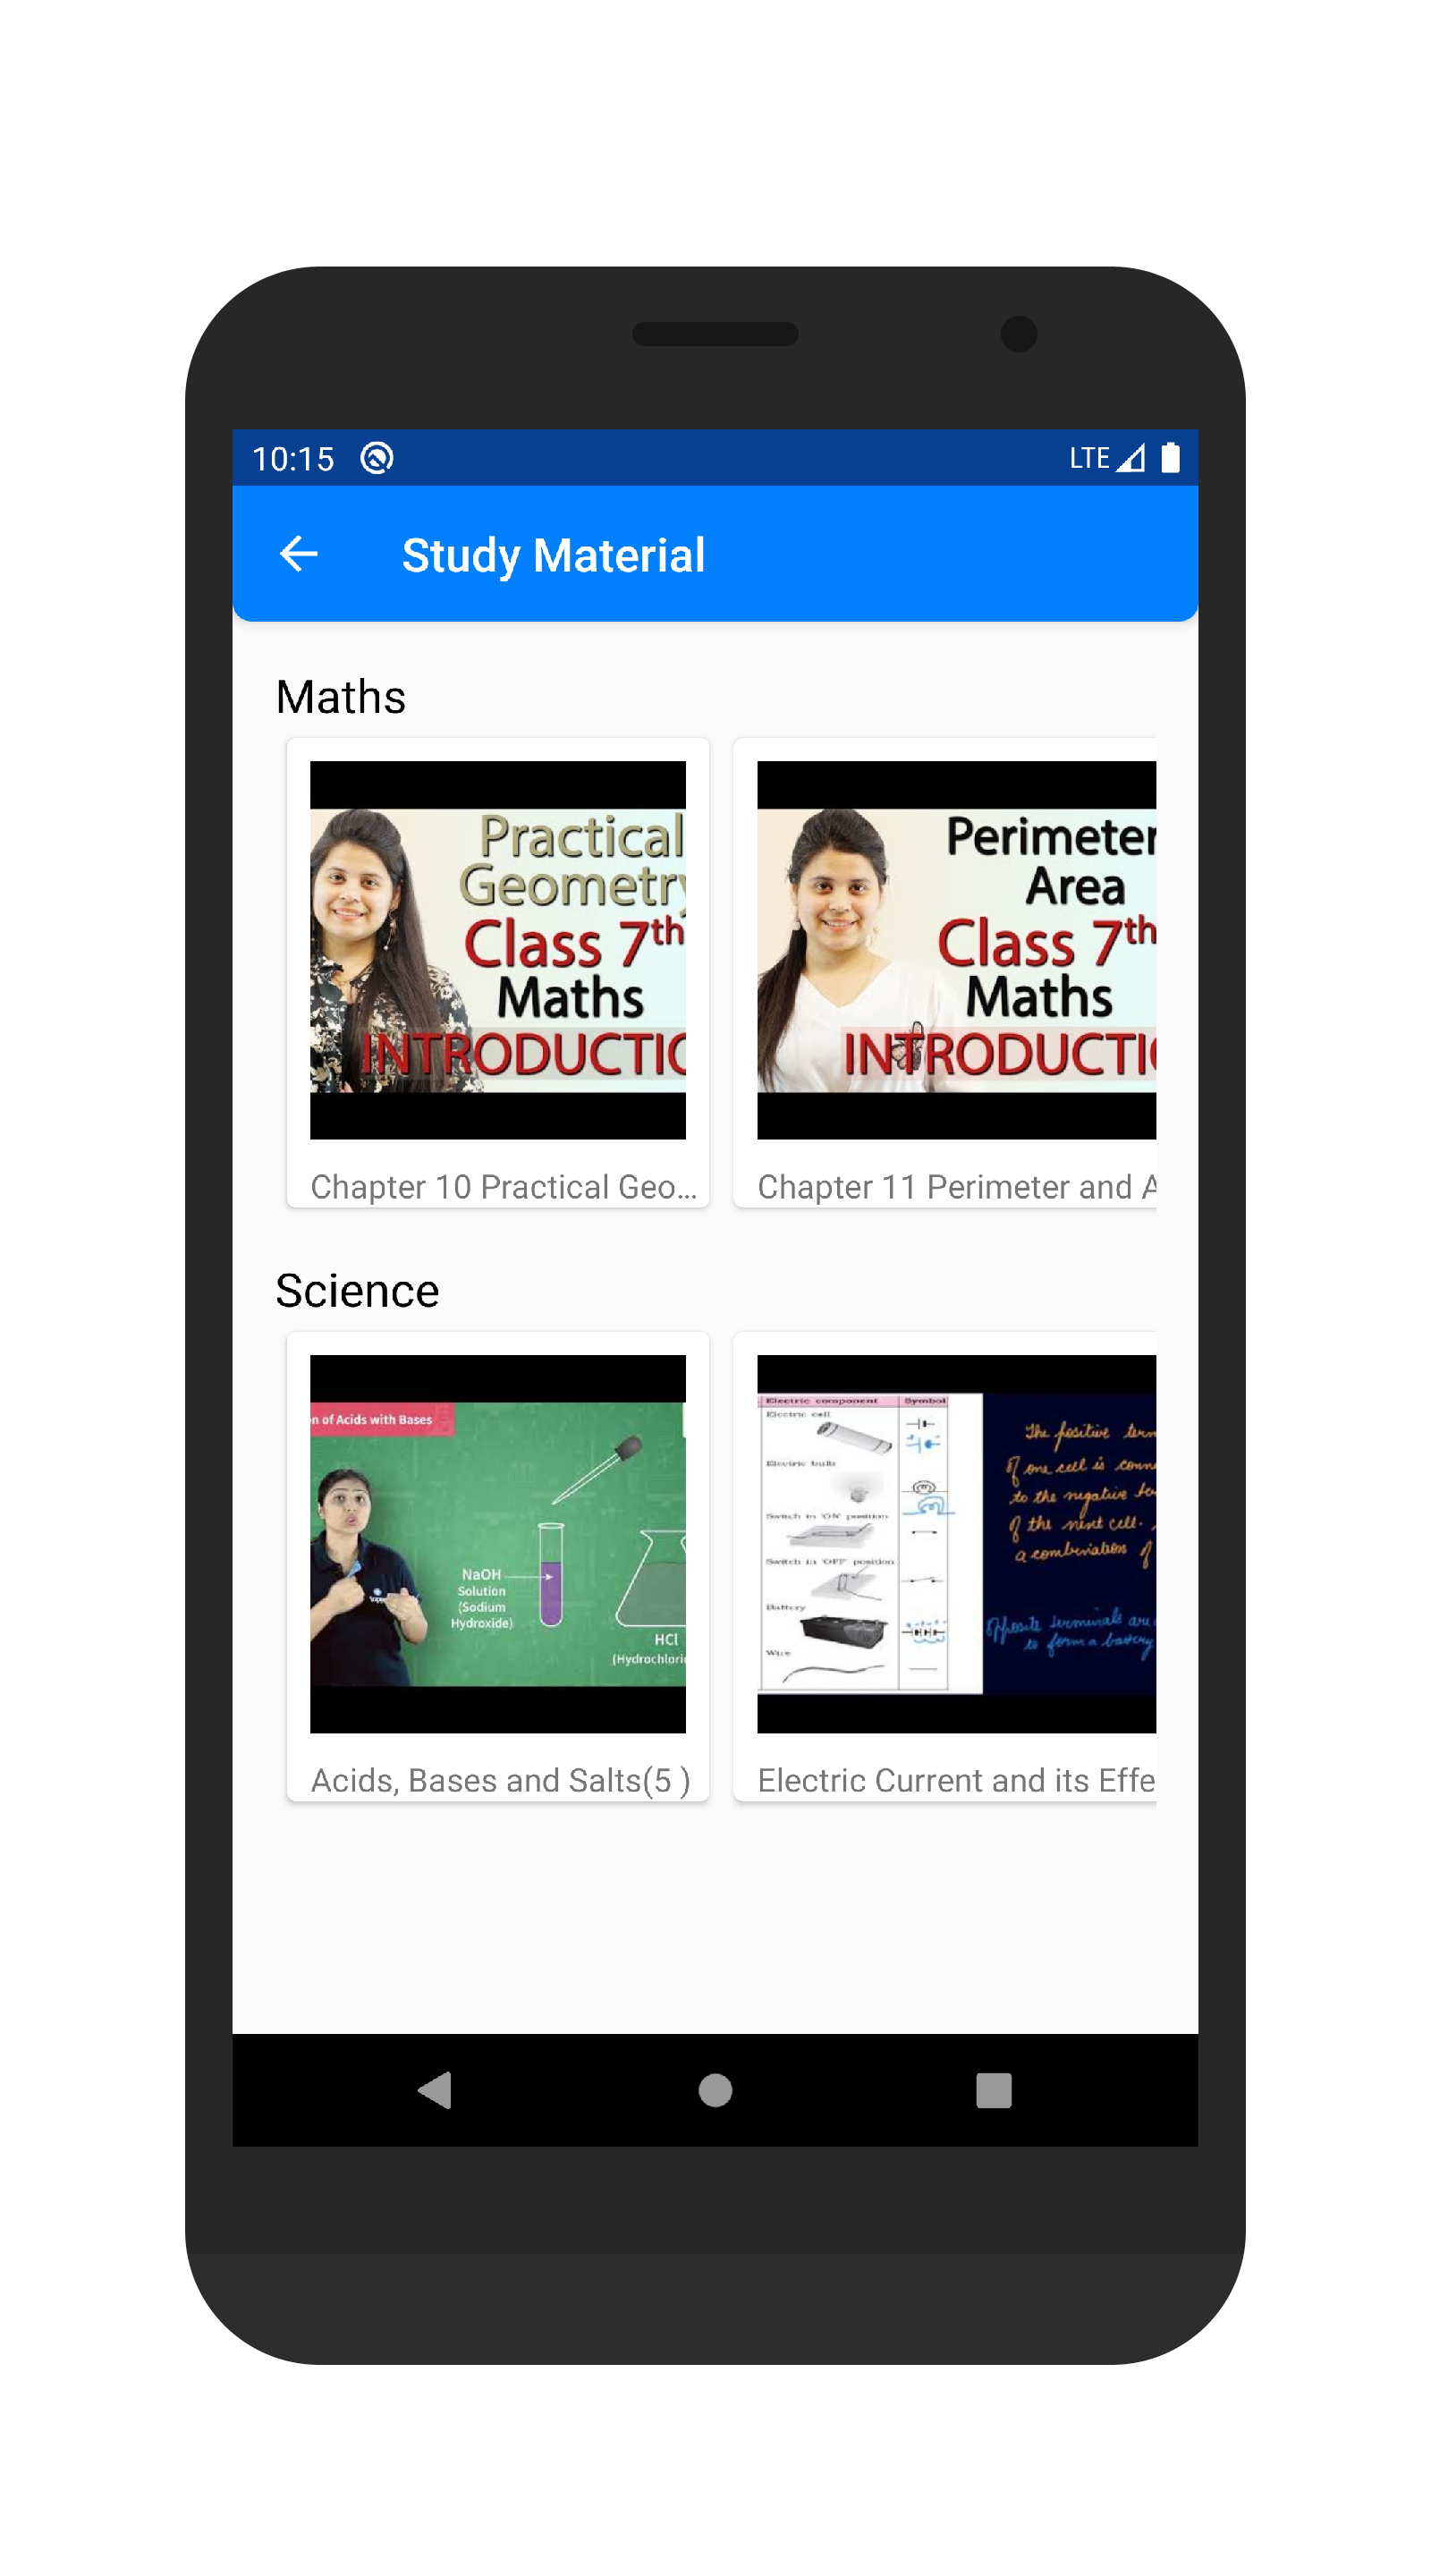 10:15
LTE
Study Material
Maths
Practical
Geometry
Class 7th
Maths
INTRODUCTIO
Chapter 10 Practical Geo...
Perimeter
Area
Class 7th
Maths
INTRODUCTI
Chapter 11 Perimeter and A
Science
n of Acids with Bases
NaOH
Solution
(Sodium
Hydroxide)
HCl
(Hydrochlori
Acids, Bases and Salts(5 )
Electric component Symbol
Electric cell
Electric bulb
Switch in 'ON' position
Switch in 'OFF' position
Battery
Wire
The positive term
of one cell is conne
to the negative te
of the next cell.
a combination of
Opposite terminals are
to form a battery
Electric Current and its Effe